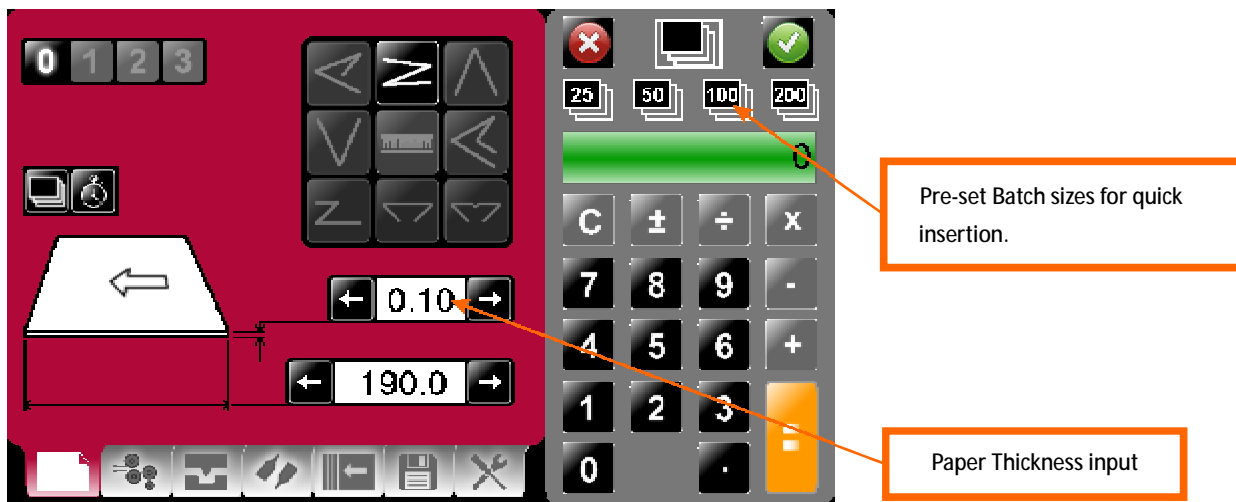 0 1 2 3
25 50 100 200
0
C ± ÷ x
7 8 9 -
4 5 6 +
1 2 3 =
0 .
0.10
190.0
Pre-set Batch sizes for quick
insertion.
Paper Thickness input